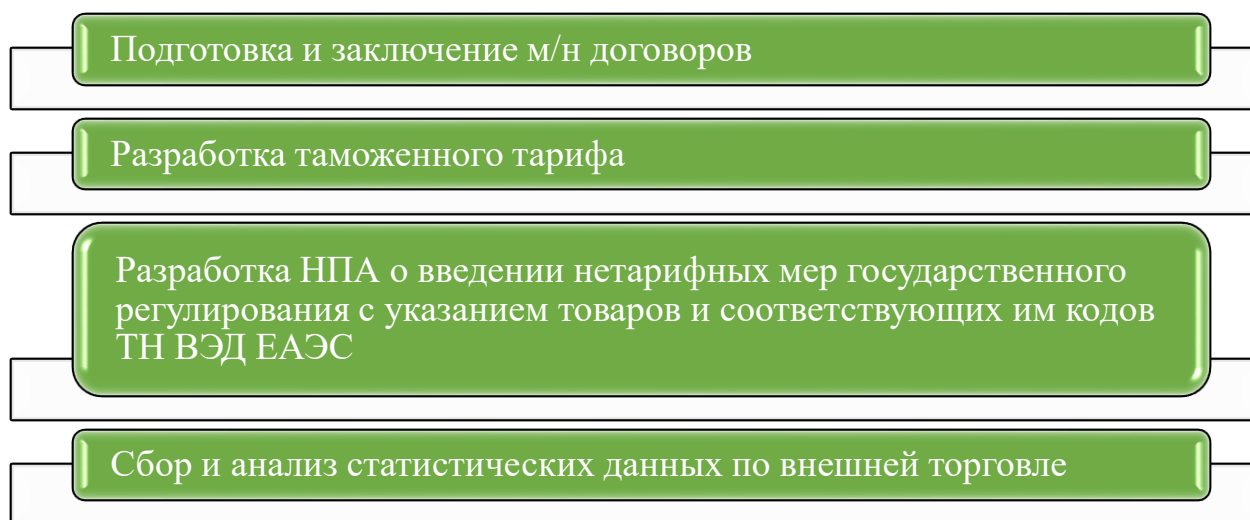 Подготовка и заключение м/н договоров
Разработка таможенного тарифа
Разработка НПА о введении нетарифных мер государственного
регулирования с указанием товаров и соответствующих им кодов
ТН ВЭД ЕАЭС
Сбор и анализ статистических данных по внешней торговле